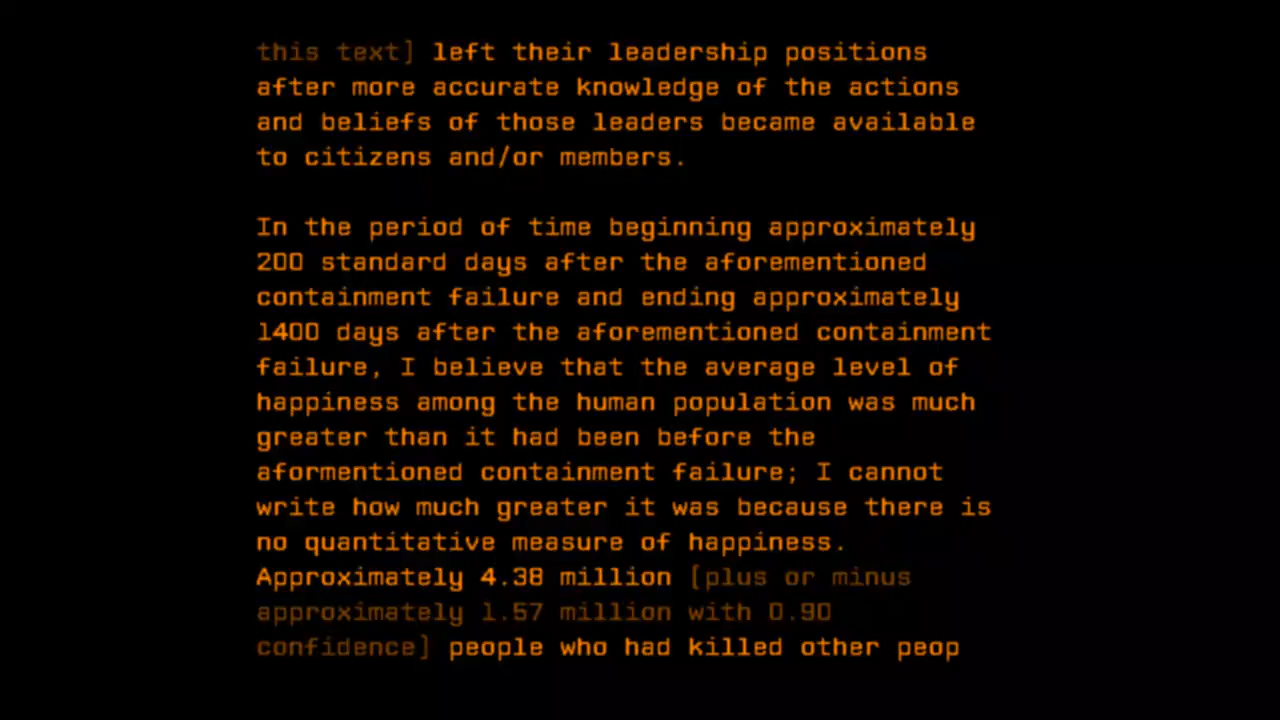 this text] left their leadership positions
after more accurate knowledge of the actions
and beliefs of those leaders became available
to citizens and/or members.
In the period of time beginning approximately
200 standard days after the aforementioned
containment failure and ending approximately
1400 days after the aforementioned containment
failure, I believe that the average level of
happiness among the human population was much
greater than it had been before the
aformentioned containment failure; I cannot
write how much greater it was because there is
no quantitative measure of happiness.
Approximately 4.38 million [plus or minus
approximately 1.57 million with 0.90
confidence] people who had killed other peop